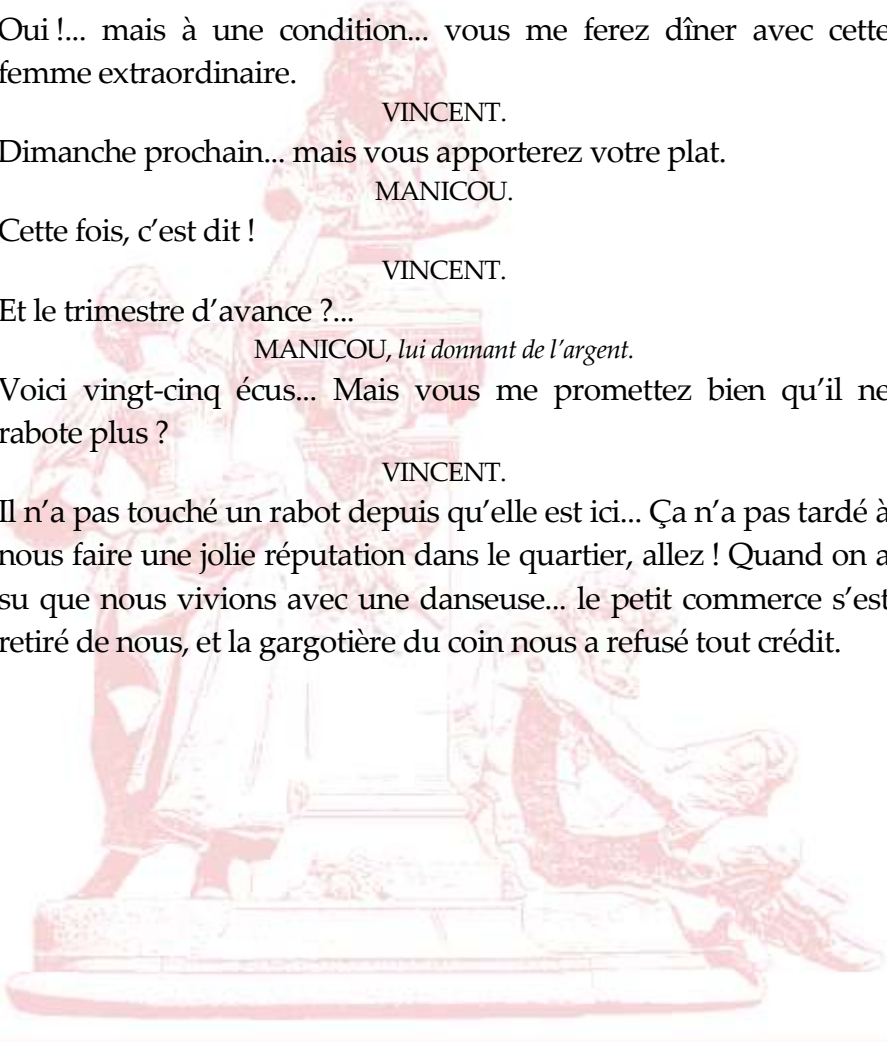 Oui !... mais à une condition... vous me ferez dîner avec cette
femme extraordinaire.
VINCENT.
Dimanche prochain... mais vous apporterez votre plat.
MANICOU.
Cette fois, c’est dit !
VINCENT.
Et le trimestre d’avance ?...
MANICOU, lui donnant de l’argent.
Voici vingt-cinq écus... Mais vous me promettez bien qu’il ne
rabote plus ?
VINCENT.
Il n’a pas touché un rabot depuis qu’elle est ici... Ça n’a pas tardé à
nous faire une jolie réputation dans le quartier, allez ! Quand on a
su que nous vivions avec une danseuse... le petit commerce s’est
retiré de nous, et la gargotière du coin nous a refusé tout crédit.